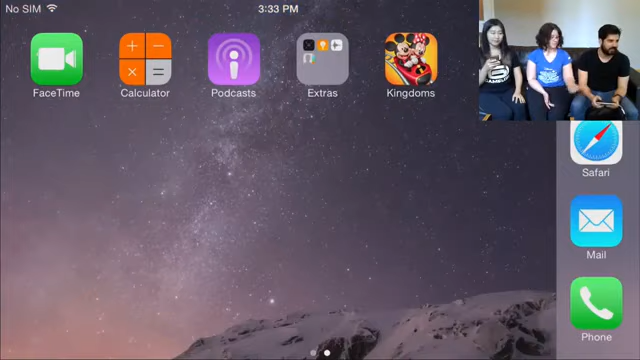 No SIM
3:33 PM
FaceTime
Calculator
Podcasts
Extras
Kingdoms
Safari
Mail
Phone